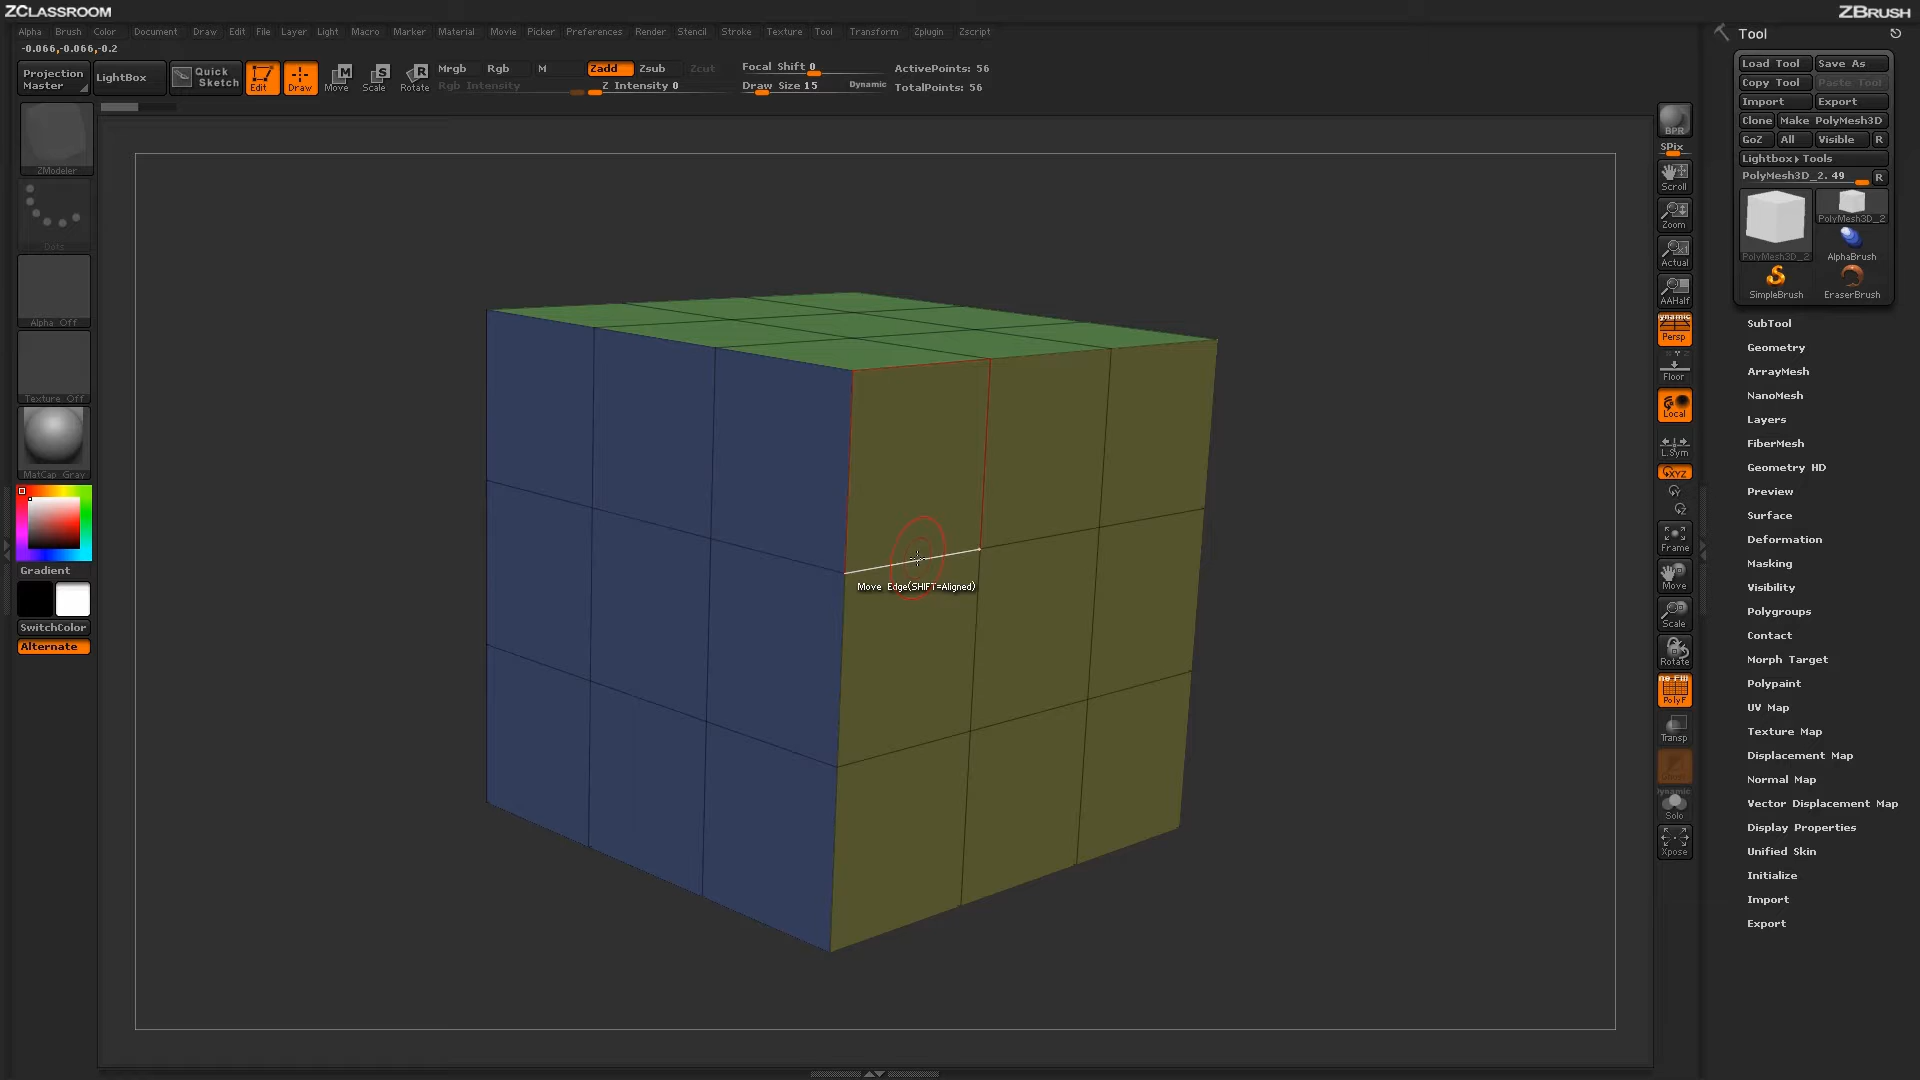 ZCLASSROOM
ZBRUSH
Alpha Brush Color Document Draw Edit File Layer Light Macro Marker Material Movie Picker Preferences Render Stencil Stroke Texture Tool Transform Zplugin Zscript
-0.066,-0.066,-0.2
Projection Master
LightBox
Quick Sketch
Edit
Draw
Move
Scale
Rotate
Mrgb Rgb M
Rgb Intensity
Zadd Zsub Zcut
Z Intensity 0
Focal Shift 0
Draw Size 15
Dynamic
ActivePoints: 56
TotalPoints: 56
ZModeler
Dots
Alpha Off
Texture Off
MatCap Gray
Gradient
SwitchColor
Alternate
Move Edge(SHIFT=Aligned)
BPR
SPix
Scroll
Zoom
Actual
AAHalf
Persp
Floor
Local
L.Sym
XYZ
Frame
Move
Scale
Rotate
PolyF
Transp
Dynamic
Solo
Xpose
Tool
Load Tool Save As
Copy Tool Paste Tool
Import Export
Clone Make PolyMesh3D
GoZ All Visible R
Lightbox▸Tools
PolyMesh3D_2. 49 R
PolyMesh3D_2
PolyMesh3D_2
AlphaBrush
SimpleBrush
EraserBrush
SubTool
Geometry
ArrayMesh
NanoMesh
Layers
FiberMesh
Geometry HD
Preview
Surface
Deformation
Masking
Visibility
Polygroups
Contact
Morph Target
Polypaint
UV Map
Texture Map
Displacement Map
Normal Map
Vector Displacement Map
Display Properties
Unified Skin
Initialize
Import
Export